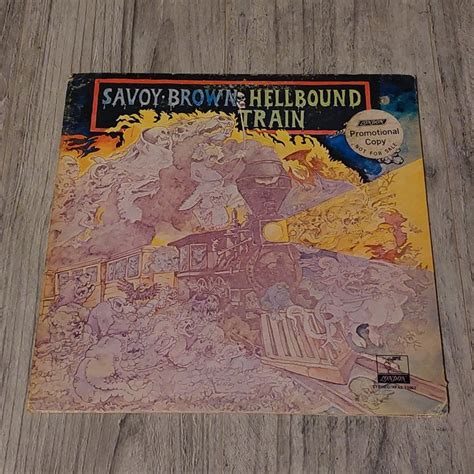 SAVOY BROWN HELLBOUND
TRAIN
LONDON
Promotional
Copy
NOT FOR SALE
LONDON